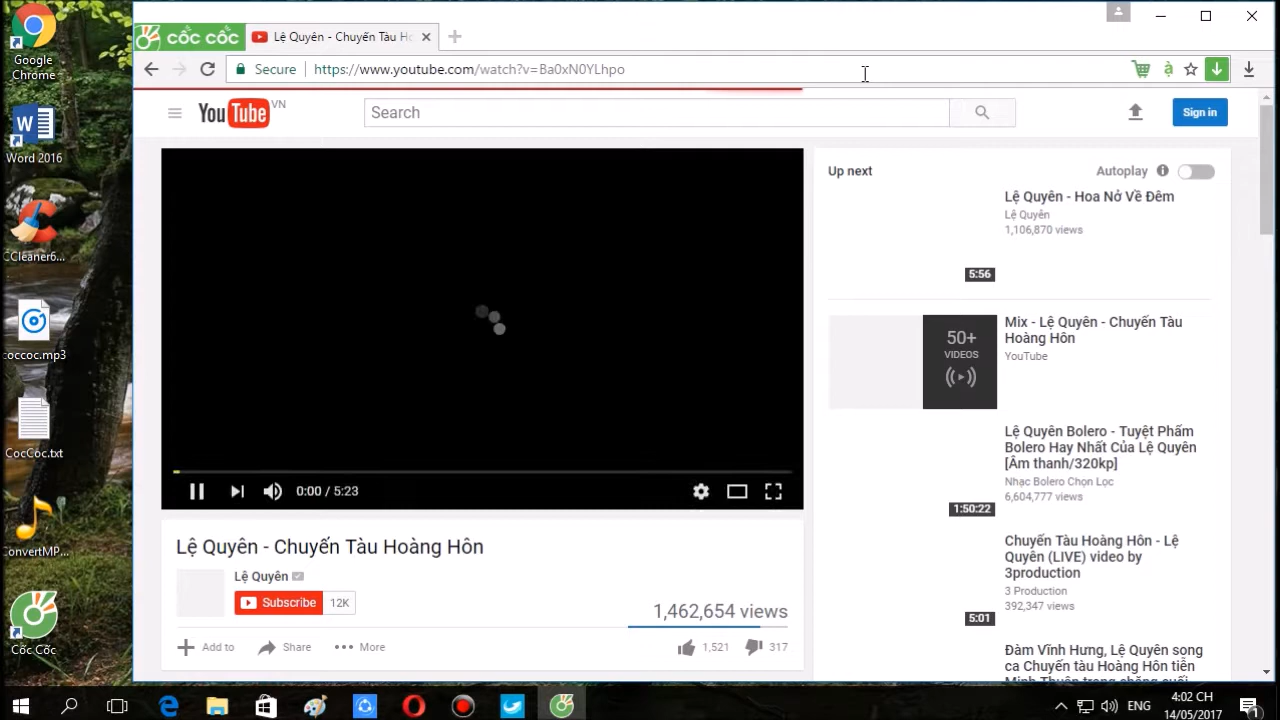 Google
Chrome
Word 2016
CCleaner6...
coccoc.mp3
CocCoc.txt
ConvertMP...
Cốc Cốc
cốc cốc
Lệ Quyên - Chuyến Tàu Ho
Secure
https://www.youtube.com/watch?v=Ba0xN0YLhpo
YouTube VN
Search
Sign in
Up next
Autoplay
Lệ Quyên - Hoa Nở Về Đêm
Lệ Quyên
1,106,870 views
5:56
50+
VIDEOS
Mix - Lệ Quyên - Chuyến Tàu
Hoàng Hôn
YouTube
Lệ Quyên Bolero - Tuyệt Phẩm
Bolero Hay Nhất Của Lệ Quyên
[Âm thanh/320kp]
Nhạc Bolero Chọn Lọc
6,604,777 views
1:50:22
Chuyến Tàu Hoàng Hôn - Lệ
Quyên (LIVE) video by
3production
3 Production
392,347 views
5:01
Đàm Vĩnh Hưng, Lệ Quyên song
ca Chuyến tàu Hoàng Hôn tiễn
Minh Thuận trong chặng cuối
0:00 / 5:23
Lệ Quyên - Chuyến Tàu Hoàng Hôn
Lệ Quyên
Subscribe 12K
1,462,654 views
Add to Share More 1,521 317
ENG
4:02 CH
14/05/2017